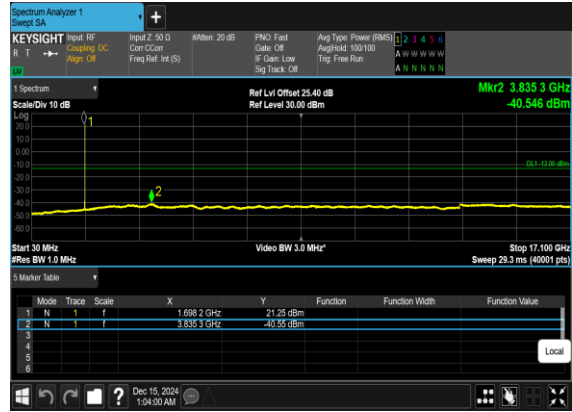 Spectrum Analyzer 1
Swept SA
+
KEYSIGHT Input: RF Input Z: 50 Ω #Atten: 20 dB PNO: Fast Avg Type: Power (RMS) 1 2 3 4 5 6
R T Coupling: DC Corr CCorr Gate: Off Avg|Hold: 100/100 A W W W W W
Align: Off Freq Ref: Int (S) IF Gain: Low Trig: Free Run
Sig Track: Off A N N N N N
1 Spectrum Ref Lvl Offset 25.40 dB Mkr2 3.835 3 GHz
Scale/Div 10 dB Ref Level 30.00 dBm -40.546 dBm
Log
1
20.0
10.0
0.00
-10.0
DL1 -13.00 dBm
-20.0
-30.0
2
-40.0
-50.0
-60.0
Start 30 MHz Video BW 3.0 MHz* Stop 17.100 GHz
#Res BW 1.0 MHz Sweep 29.3 ms (40001 pts)
5 Marker Table
Mode Trace Scale X Y Function Function Width Function Value
1 N 1 f 1.698 2 GHz 21.25 dBm
2 N 1 f 3.835 3 GHz -40.55 dBm
3
4
5
6
Local
? Dec 15, 2024
1:04:00 AM